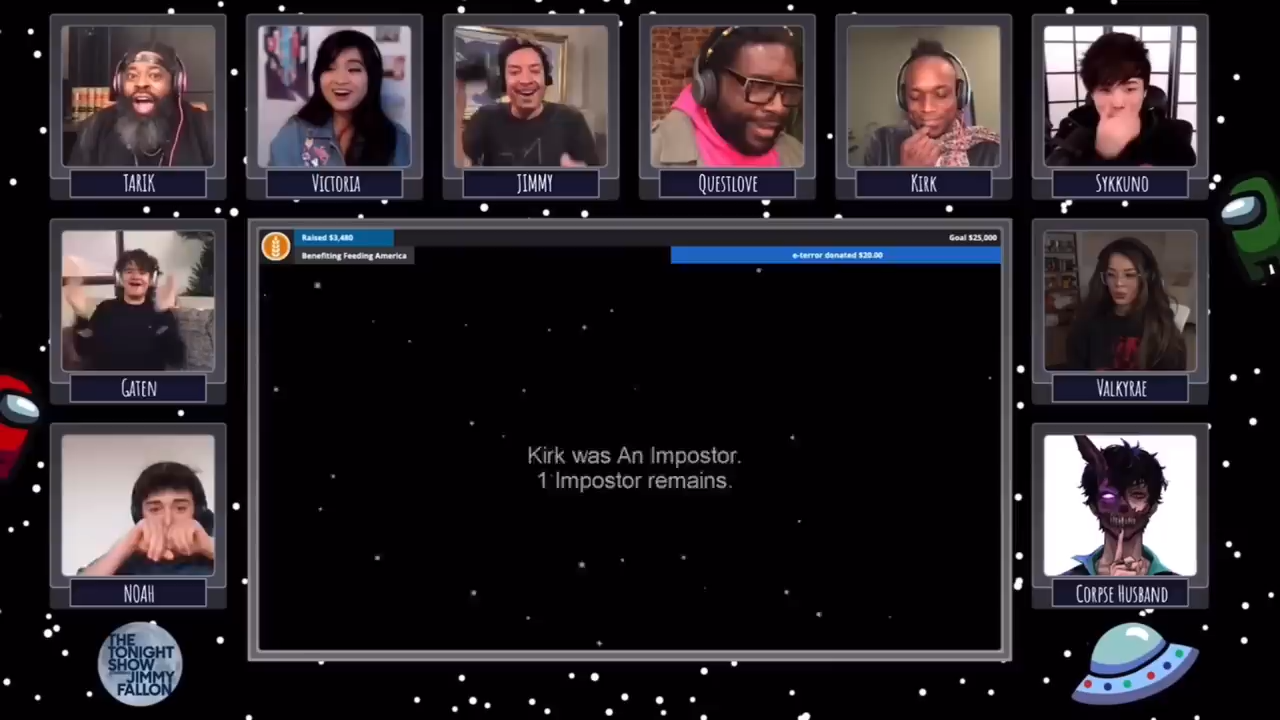 TARIK
VICTORIA
JIMMY
QUESTLOVE
KIRK
SYKKUNO
Raised $3,480
Goal $25,000
Benefiting Feeding America
e-terror donated $20.00
GATEN
VALKYRAE
Kirk was An Impostor.
1 Impostor remains.
NOAH
CORPSE HUSBAND
THE
TONIGHT
SHOW
JIMMY
FALLON